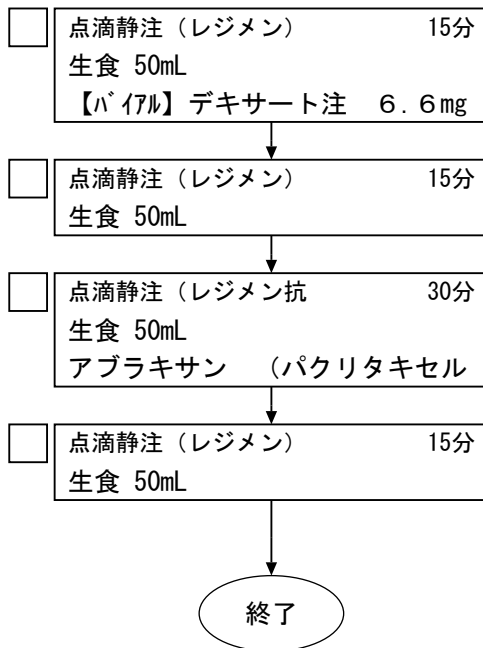 点滴静注（レジメン） 15分
生食 50mL
【ﾊﾞｲｱﾙ】デキサート注　６．６mg
点滴静注（レジメン） 15分
生食 50mL
点滴静注（レジメン抗 30分
生食 50mL
アブラキサン　（パクリタキセル
点滴静注（レジメン） 15分
生食 50mL
終了